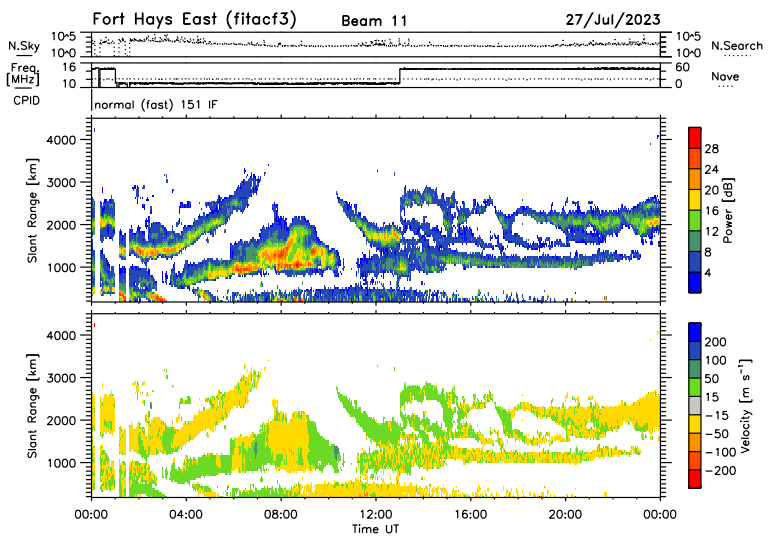 Fort Hays East (fitacf3) Beam 11 27/Jul/2023
N.Sky 10^5 10^0 10^5 10^0 N.Search
Freq. [MHz] 16 10 60 0 Nave
CPID normal (fast) 151 IF
Slant Range [km] 4000 3000 2000 1000
28 24 20 16 12 8 4 Power [dB]
Slant Range [km] 4000 3000 2000 1000
200 100 50 15 -15 -50 -100 -200 Velocity [m s⁻¹]
00:00 04:00 08:00 12:00 16:00 20:00 00:00
Time UT